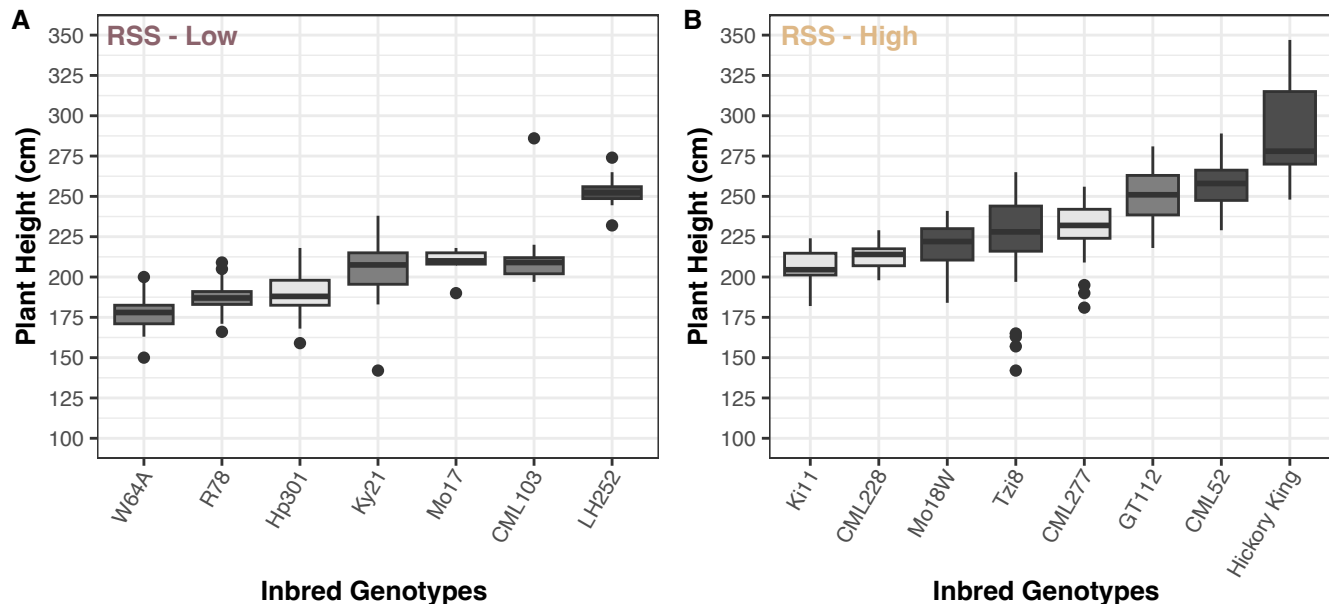 A
RSS - Low
Plant Height (cm)
350
325
300
275
250
225
200
175
150
125
100
W64A
R78
Hp301
Ky21
Mo17
CML103
LH252
Inbred Genotypes
B
RSS - High
Plant Height (cm)
350
325
300
275
250
225
200
175
150
125
100
Ki11
CML228
Mo18W
Tzi8
CML277
GT112
CML52
Hickory King
Inbred Genotypes